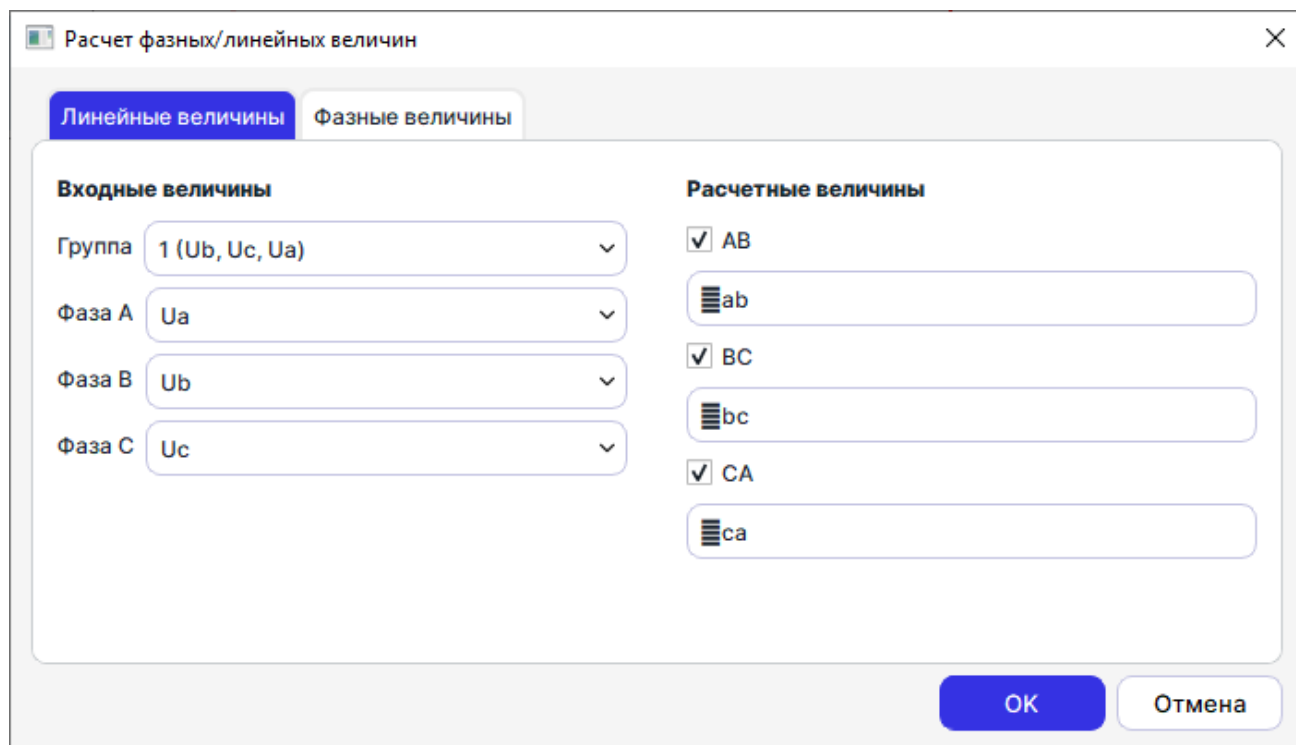 Расчет фазных/линейных величин
Линейные величины
Фазные величины
Входные величины
Группа 1 (Ub, Uc, Ua)
Фаза A Ua
Фаза B Ub
Фаза C Uc
Расчетные величины
AB
ab
BC
bc
CA
ca
OK
Отмена